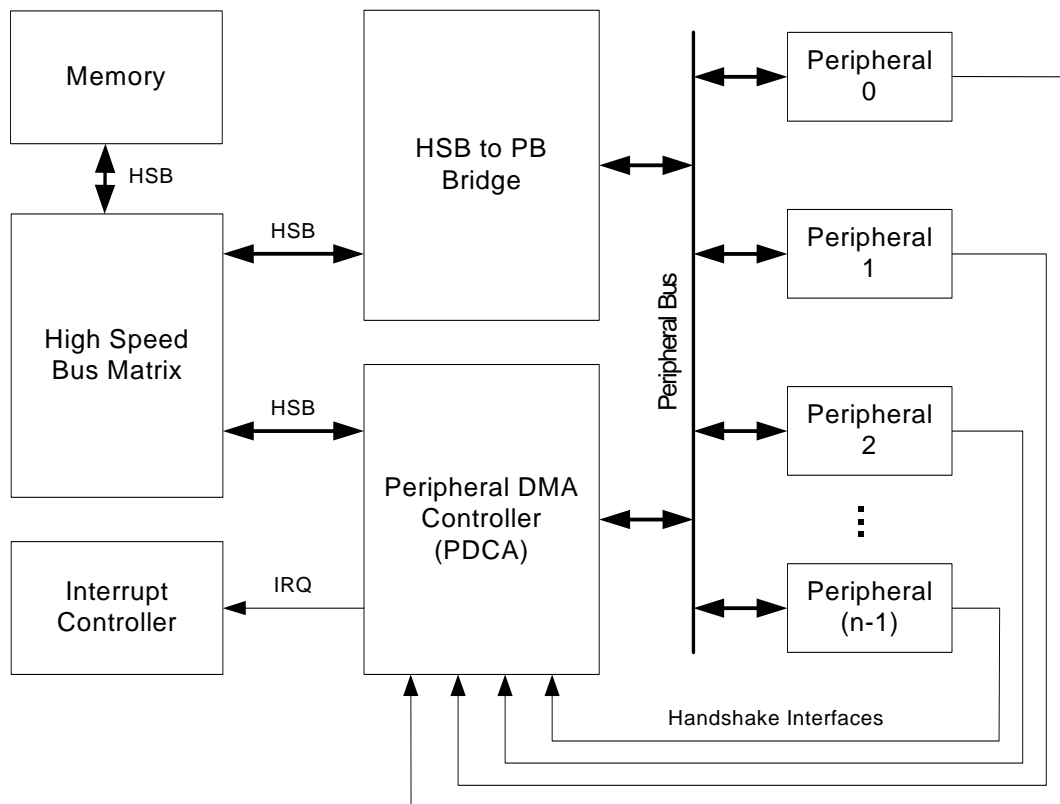 Memory
HSB
HSB to PB
Bridge
HSB
High Speed
Bus Matrix
HSB
Peripheral DMA
Controller
(PDCA)
Interrupt
Controller
IRQ
Peripheral Bus
Peripheral
0
Peripheral
1
Peripheral
2
Peripheral
(n-1)
Handshake Interfaces